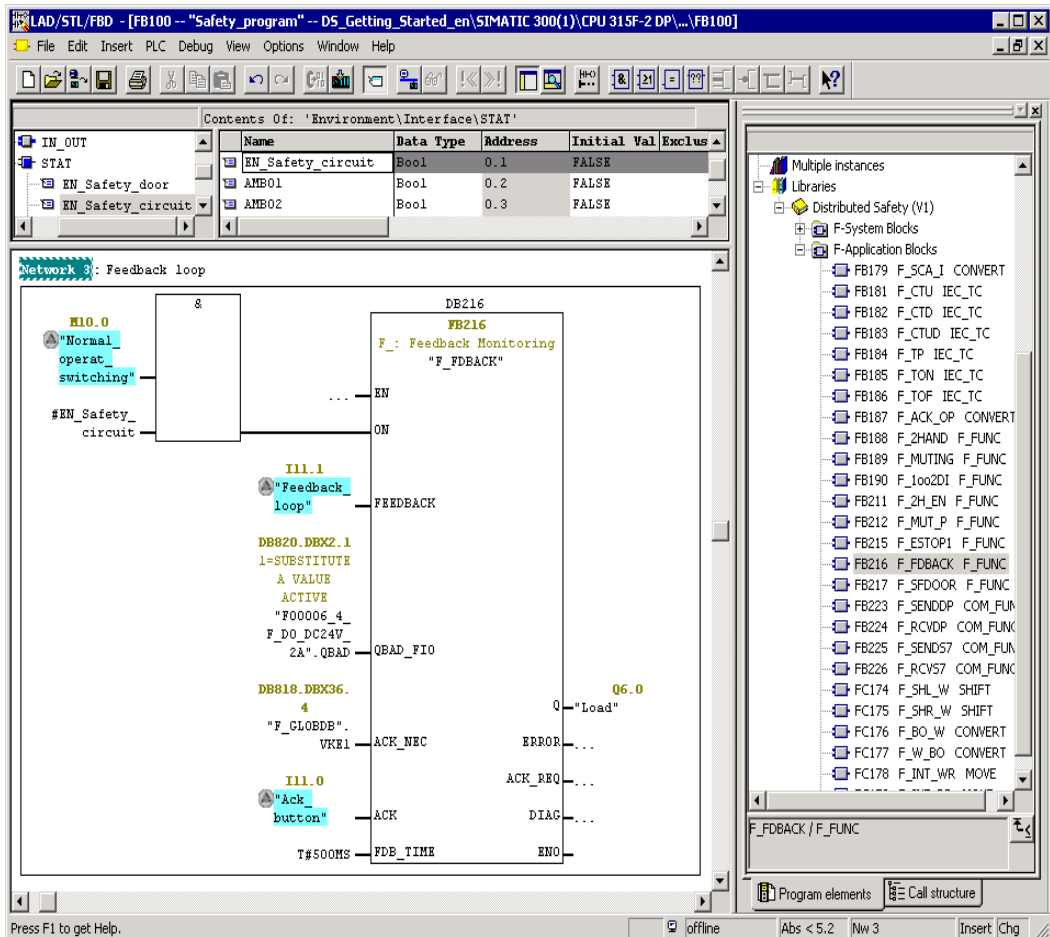 LAD/STL/FBD - [FB100 -- "Safety_program" -- DS_Getting_Started_en\SIMATIC 300(1)\CPU 315F-2 DP\...\FB100]
File Edit Insert PLC Debug View Options Window Help
Contents Of: 'Environment\Interface\STAT'
IN_OUT
STAT
EN_Safety_door
EN_Safety_circuit
Name Data Type Address Initial Val Exclus
EN_Safety_circuit Bool 0.1 FALSE
AMB01 Bool 0.2 FALSE
AMB02 Bool 0.3 FALSE
Network 3: Feedback loop
&
M10.0
"Normal_
operat_
switching"
#EN_Safety_
circuit
DB216
FB216
F_: Feedback Monitoring
"F_FDBACK"
... EN
ON
I11.1
"Feedback_
loop"
FEEDBACK
DB820.DBX2.1
1=SUBSTITUTE
A VALUE
ACTIVE
"F00006_4_
F_DO_DC24V_
2A".QBAD QBAD_FIO
DB818.DBX36.
4
"F_GLOBDB".
VKE1 ACK_NEC
I11.0
"Ack_
button"
ACK
T#500MS FDB_TIME
Q6.0
Q "Load"
ERROR ...
ACK_REQ ...
DIAG ...
ENO
Multiple instances
Libraries
Distributed Safety (V1)
F-System Blocks
F-Application Blocks
FB179 F_SCA_I CONVERT
FB181 F_CTU IEC_TC
FB182 F_CTD IEC_TC
FB183 F_CTUD IEC_TC
FB184 F_TP IEC_TC
FB185 F_TON IEC_TC
FB186 F_TOF IEC_TC
FB187 F_ACK_OP CONVERT
FB188 F_2HAND F_FUNC
FB189 F_MUTING F_FUNC
FB190 F_1oo2DI F_FUNC
FB211 F_2H_EN F_FUNC
FB212 F_MUT_P F_FUNC
FB215 F_ESTOP1 F_FUNC
FB216 F_FDBACK F_FUNC
FB217 F_SFDOOR F_FUNC
FB223 F_SENDDP COM_FUN
FB224 F_RCVDP COM_FUNC
FB225 F_SENDS7 COM_FUN
FB226 F_RCVS7 COM_FUNC
FC174 F_SHL_W SHIFT
FC175 F_SHR_W SHIFT
FC176 F_BO_W CONVERT
FC177 F_W_BO CONVERT
FC178 F_INT_WR MOVE
F_FDBACK / F_FUNC
Program elements Call structure
Press F1 to get Help. offline Abs < 5.2 Nw 3 Insert Chg